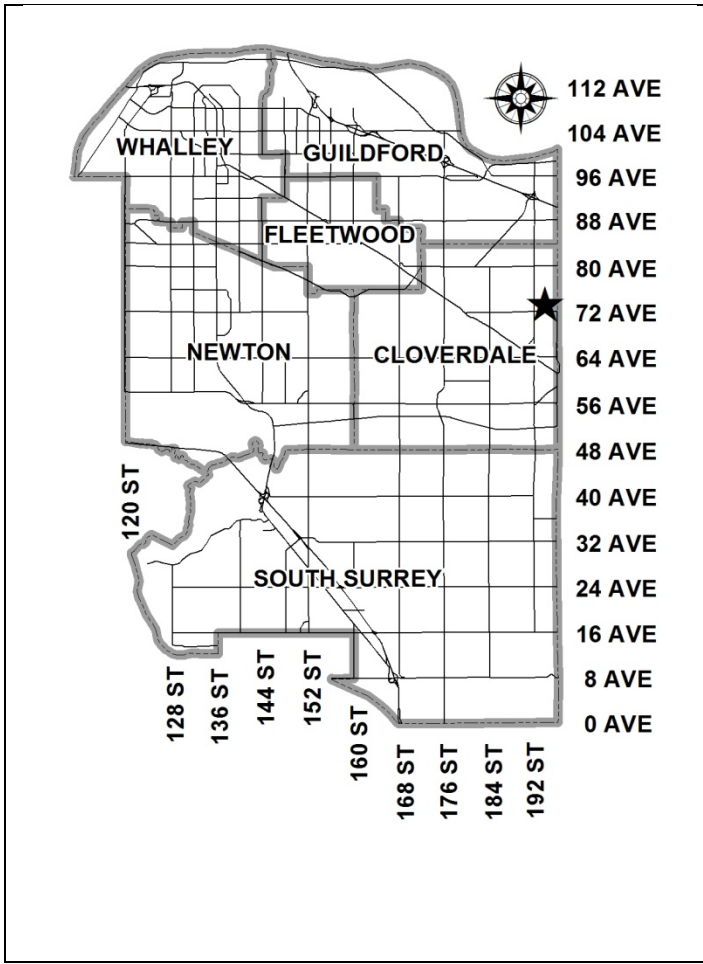 112 AVE
104 AVE
WHALLEY
GUILDFORD
96 AVE
88 AVE
FLEETWOOD
80 AVE
72 AVE
NEWTON
CLOVERDALE
64 AVE
56 AVE
48 AVE
120 ST
40 AVE
32 AVE
SOUTH SURREY
24 AVE
16 AVE
8 AVE
0 AVE
128 ST
136 ST
144 ST
152 ST
160 ST
168 ST
176 ST
184 ST
192 ST